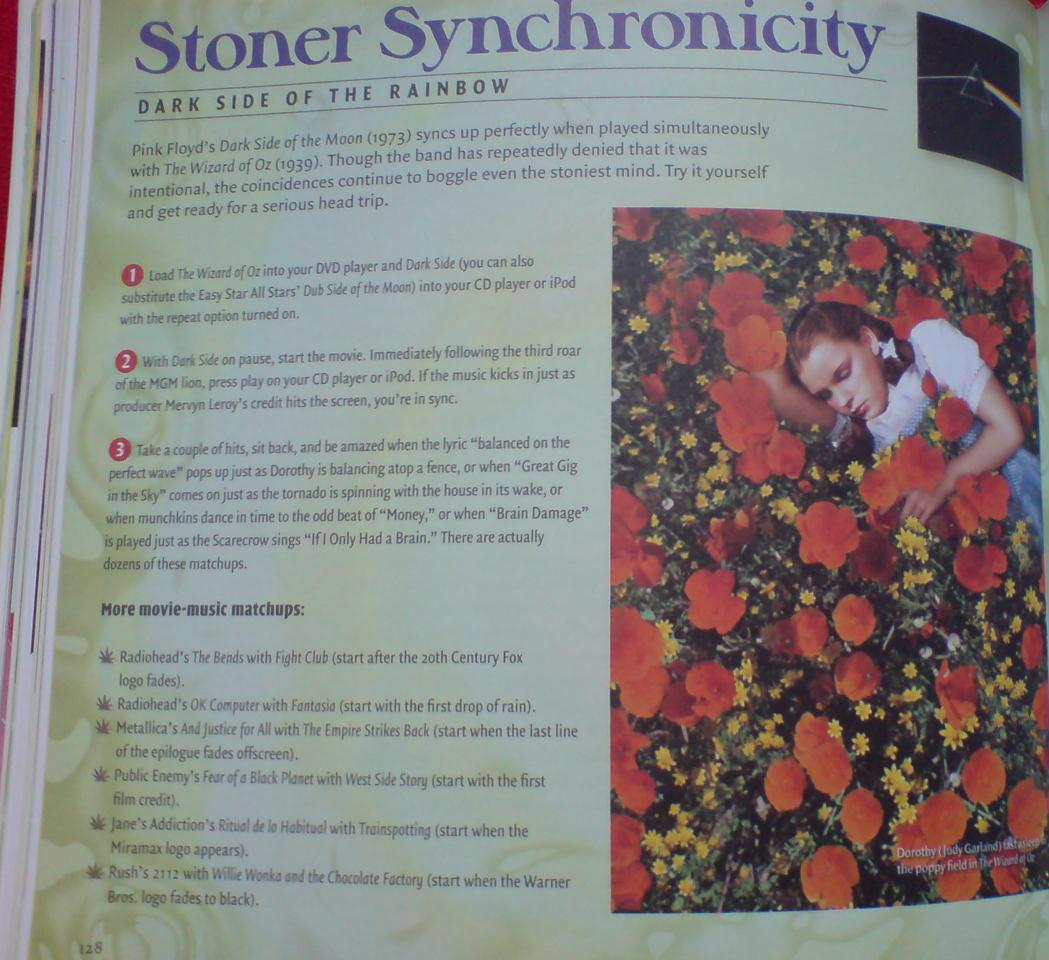 Stoner Synchronicity
DARK SIDE OF THE RAINBOW
Pink Floyd's Dark Side of the Moon (1973) syncs up perfectly when played simultaneously
with The Wizard of Oz (1939). Though the band has repeatedly denied that it was
intentional, the coincidences continue to boggle even the stoniest mind. Try it yourself
and get ready for a serious head trip.
1 Load The Wizard of Oz into your DVD player and Dark Side (you can also
substitute the Easy Star All Stars' Dub Side of the Moon) into your CD player or iPod
with the repeat option turned on.
2 With Dark Side on pause, start the movie. Immediately following the third roar
of the MGM lion, press play on your CD player or iPod. If the music kicks in just as
producer Mervyn Leroy's credit hits the screen, you're in sync.
3 Take a couple of hits, sit back, and be amazed when the lyric "balanced on the
perfect wave" pops up just as Dorothy is balancing atop a fence, or when "Great Gig
in the Sky" comes on just as the tornado is spinning with the house in its wake, or
when munchkins dance in time to the odd beat of "Money," or when "Brain Damage"
is played just as the Scarecrow sings "If I Only Had a Brain." There are actually
dozens of these matchups.
More movie-music matchups:
Radiohead's The Bends with Fight Club (start after the 20th Century Fox
logo fades).
Radiohead's OK Computer with Fantasia (start with the first drop of rain).
Metallica's And Justice for All with The Empire Strikes Back (start when the last line
of the epilogue fades offscreen).
Public Enemy's Fear of a Black Planet with West Side Story (start with the first
film credit).
Jane's Addiction's Ritual de lo Habitual with Trainspotting (start when the
Miramax logo appears).
Rush's 2112 with Willie Wonka and the Chocolate Factory (start when the Warner
Bros. logo fades to black).
Dorothy (Judy Garland)
the poppy field in The Wizard of Oz
128